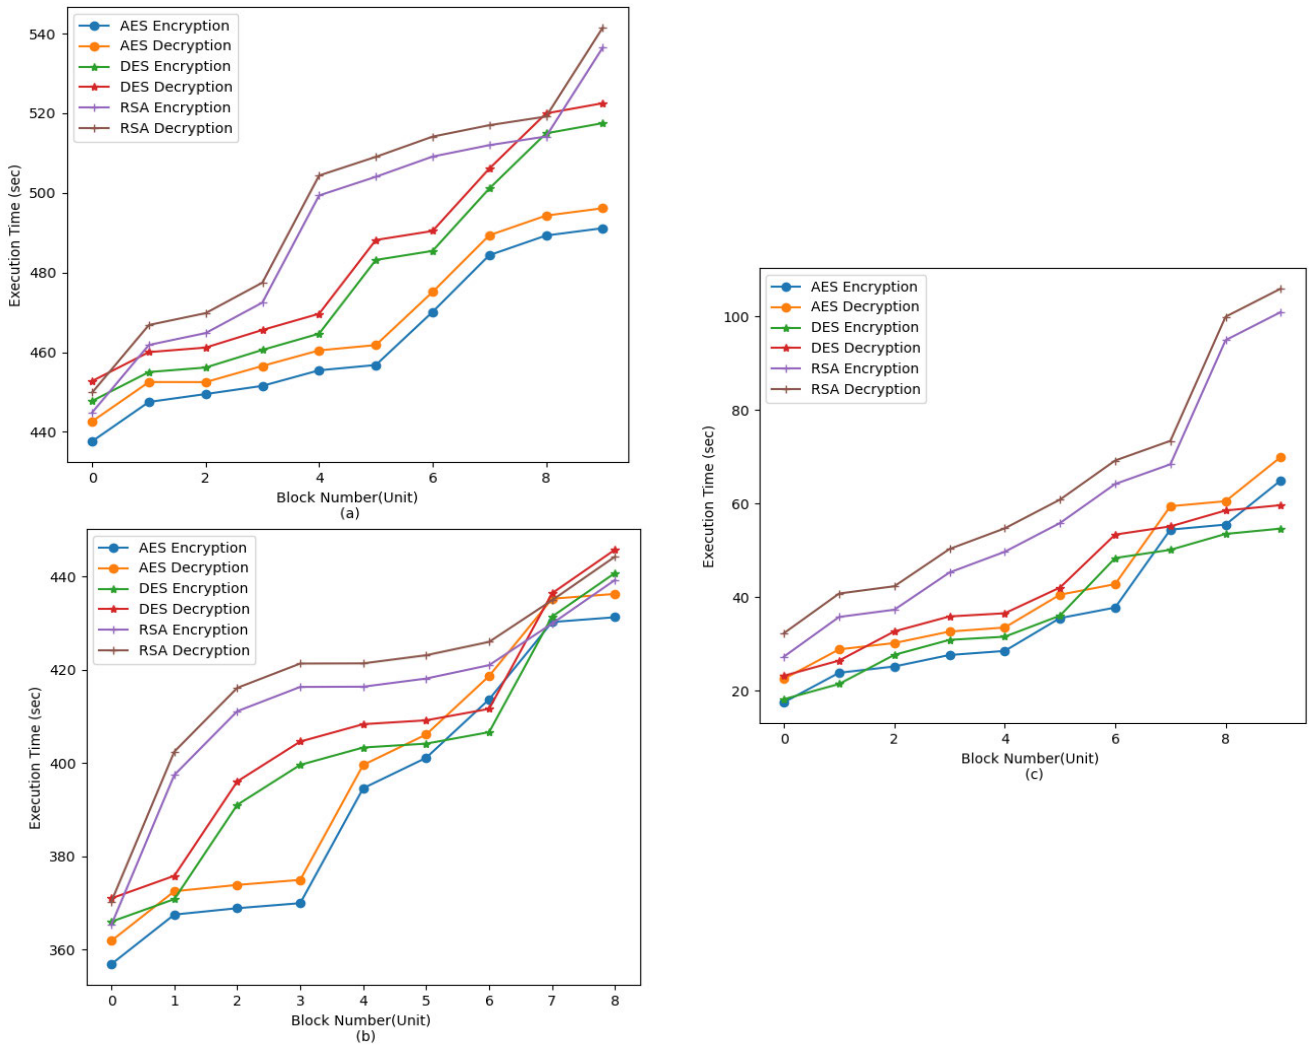 AES Encryption
AES Decryption
DES Encryption
DES Decryption
RSA Encryption
RSA Decryption
540
520
500
480
460
440
Execution Time (sec)
0 2 4 6 8
Block Number(Unit)
(a)
AES Encryption
AES Decryption
DES Encryption
DES Decryption
RSA Encryption
RSA Decryption
440
420
400
380
360
Execution Time (sec)
0 1 2 3 4 5 6 7 8
Block Number(Unit)
(b)
AES Encryption
AES Decryption
DES Encryption
DES Decryption
RSA Encryption
RSA Decryption
100
80
60
40
20
Execution Time (sec)
0 2 4 6 8
Block Number(Unit)
(c)